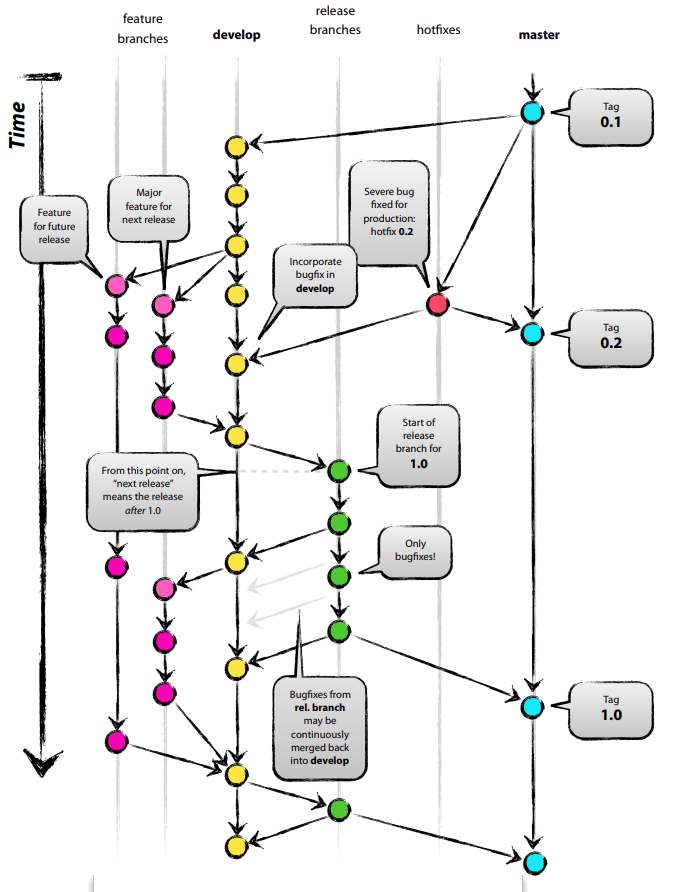 feature
branches
develop
release
branches
hotfixes
master
Time
Tag
0.1
Major
feature for
next release
Severe bug
fixed for
production:
hotfix 0.2
Feature
for future
release
Incorporate
bugfix in
develop
Tag
0.2
Start of
release
branch for
1.0
From this point on,
“next release”
means the release
after 1.0
Only
bugfixes!
Tag
1.0
Bugfixes from
rel. branch
may be
continuously
merged back
into develop